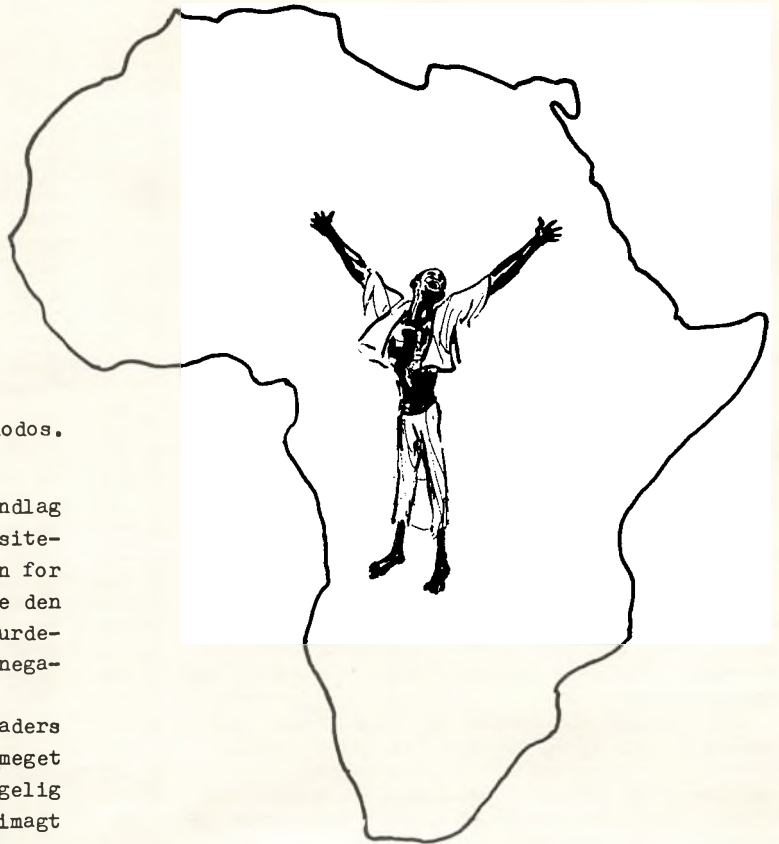 odos.
ndlag
site-
n for
e den
urde-
nega-
aders
meget
gelig
imagt